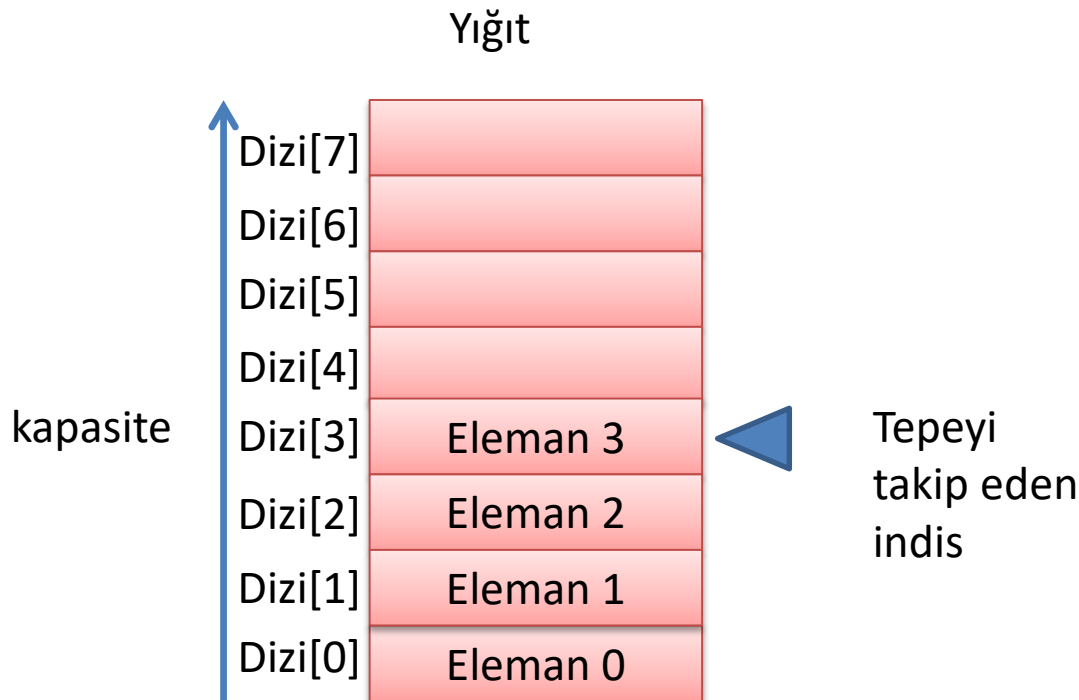 Yığıt
Dizi[7]
Dizi[6]
Dizi[5]
Dizi[4]
kapasite
Dizi[3]
Eleman 3
Tepeyi
takip eden
indis
Dizi[2]
Eleman 2
Dizi[1]
Eleman 1
Dizi[0]
Eleman 0